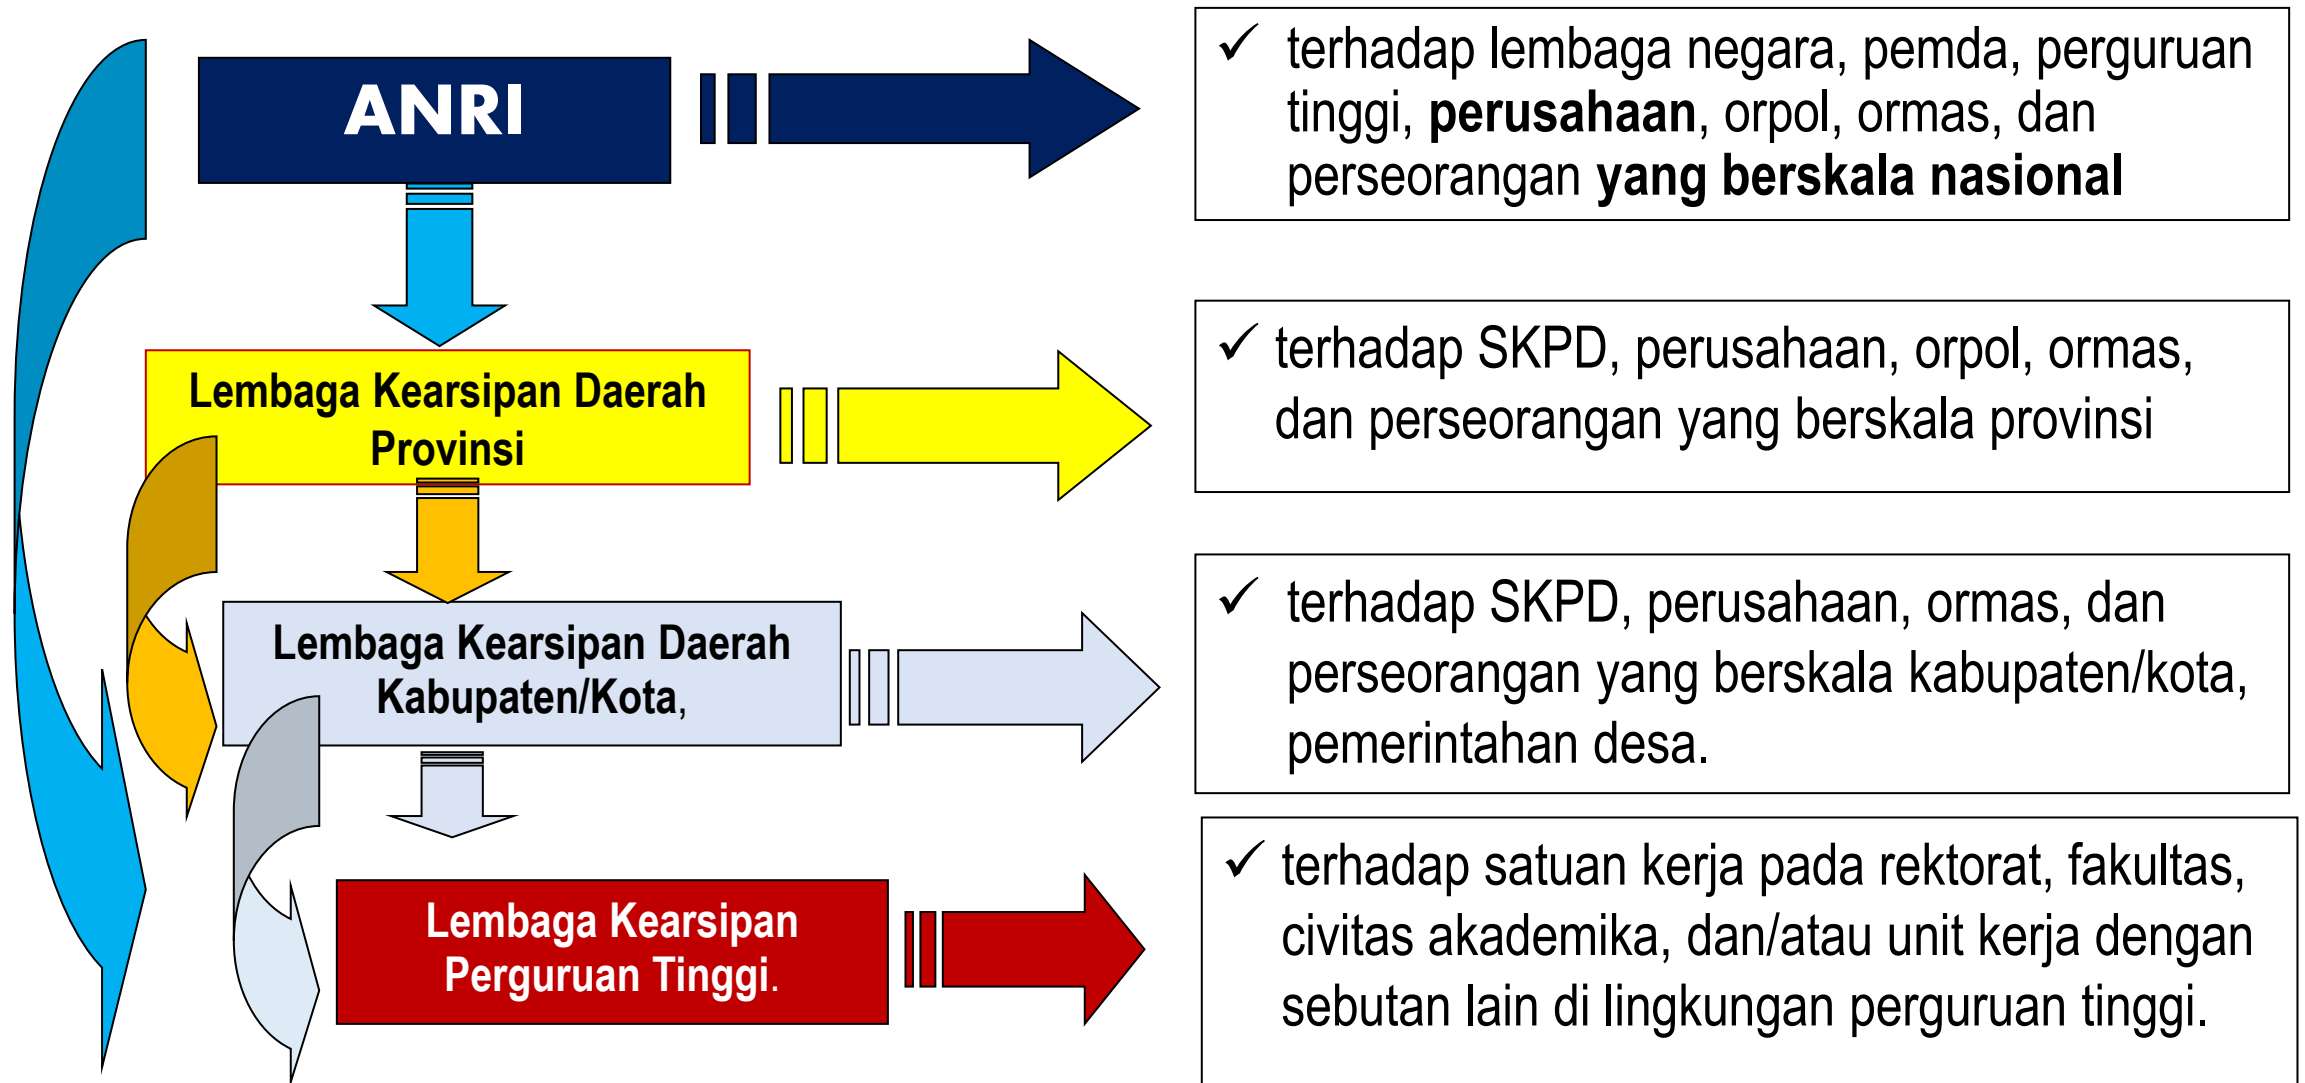 ANRI
✓ terhadap lembaga negara, pemda, perguruan
tinggi, perusahaan, orpol, ormas, dan
perseorangan yang berskala nasional
Lembaga Kearsipan Daerah
Provinsi
✓ terhadap SKPD, perusahaan, orpol, ormas,
dan perseorangan yang berskala provinsi
Lembaga Kearsipan Daerah
Kabupaten/Kota,
✓ terhadap SKPD, perusahaan, ormas, dan
perseorangan yang berskala kabupaten/kota,
pemerintahan desa.
Lembaga Kearsipan
Perguruan Tinggi.
✓ terhadap satuan kerja pada rektorat, fakultas,
civitas akademika, dan/atau unit kerja dengan
sebutan lain di lingkungan perguruan tinggi.